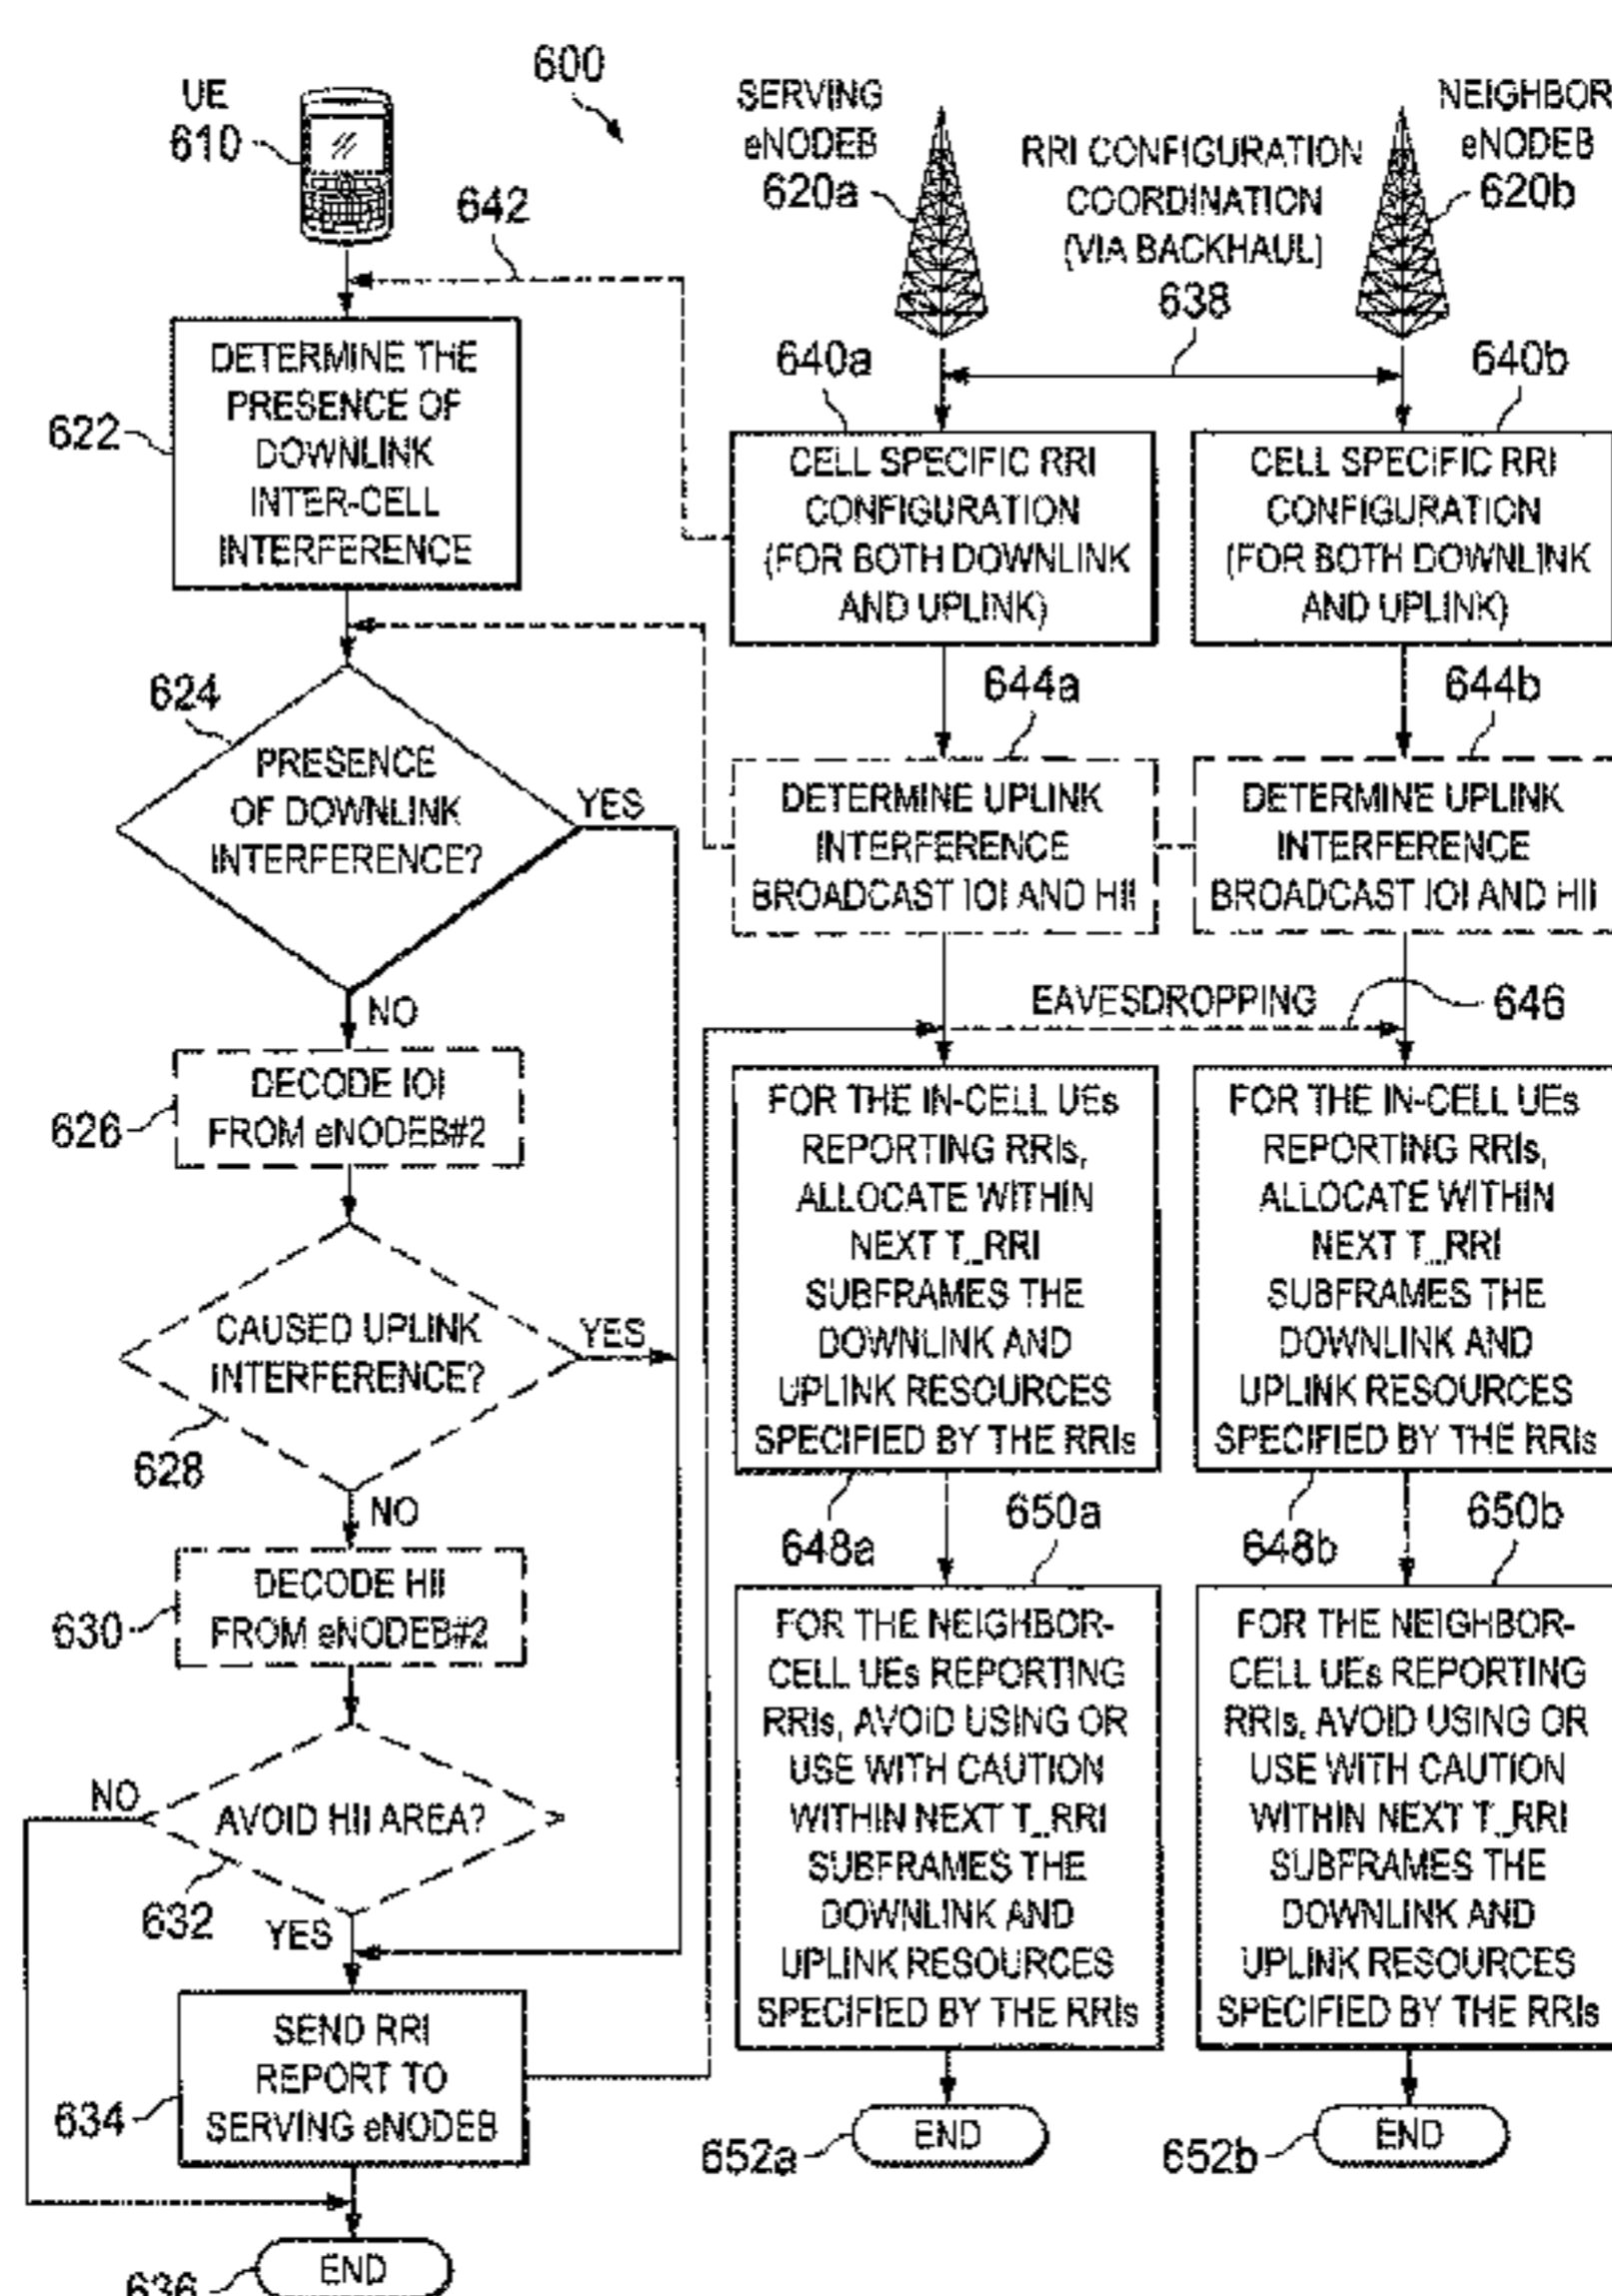 600
UE
610
642
SERVING
eNODEB
620a
RRI CONFIGURATION
COORDINATION
(VIA BACKHAUL)
638
NEIGHBOR
eNODEB
620b
622
DETERMINE THE
PRESENCE OF
DOWNLINK
INTER-CELL
INTERFERENCE
624
PRESENCE
OF DOWNLINK
INTERFERENCE?
YES
NO
626
DECODE IOI
FROM eNODEB#2
CAUSED UPLINK
INTERFERENCE?
YES
628
NO
630
DECODE HII
FROM eNODEB#2
NO
AVOID HII AREA?
632
YES
634
SEND RRI
REPORT TO
SERVING eNODEB
END
636
640a
CELL SPECIFIC RRI
CONFIGURATION
(FOR BOTH DOWNLINK
AND UPLINK)
644a
DETERMINE UPLINK
INTERFERENCE
BROADCAST IOI AND HII
EAVESDROPPING
646
FOR THE IN-CELL UEs
REPORTING RRIs,
ALLOCATE WITHIN
NEXT T_RRI
SUBFRAMES THE
DOWNLINK AND
UPLINK RESOURCES
SPECIFIED BY THE RRIs
648a
650a
FOR THE NEIGHBOR-
CELL UEs REPORTING
RRIs, AVOID USING OR
USE WITH CAUTION
WITHIN NEXT T_RRI
SUBFRAMES THE
DOWNLINK AND
UPLINK RESOURCES
SPECIFIED BY THE RRIs
652a
END
640b
CELL SPECIFIC RRI
CONFIGURATION
(FOR BOTH DOWNLINK
AND UPLINK)
644b
DETERMINE UPLINK
INTERFERENCE
BROADCAST IOI AND HII
FOR THE IN-CELL UEs
REPORTING RRIs,
ALLOCATE WITHIN
NEXT T_RRI
SUBFRAMES THE
DOWNLINK AND
UPLINK RESOURCES
SPECIFIED BY THE RRIs
648b
650b
FOR THE NEIGHBOR-
CELL UEs REPORTING
RRIs, AVOID USING OR
USE WITH CAUTION
WITHIN NEXT T_RRI
SUBFRAMES THE
DOWNLINK AND
UPLINK RESOURCES
SPECIFIED BY THE RRIs
652b
END